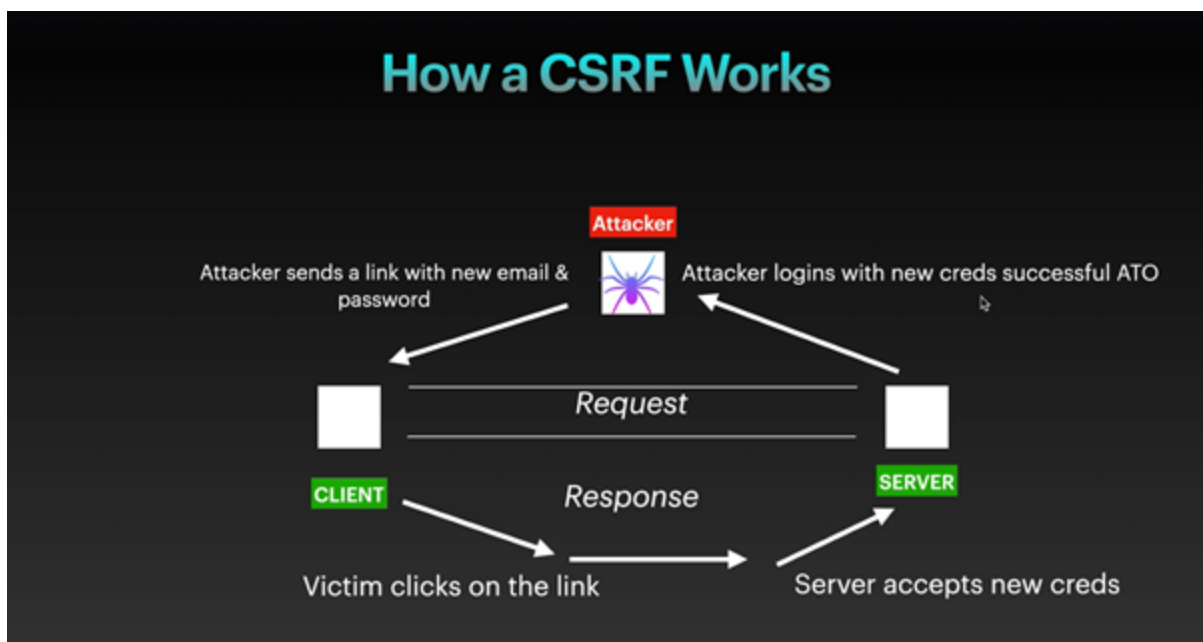 How a CSRF Works
Attacker
Attacker sends a link with new email &
password
Attacker logins with new creds successful ATO
Request
CLIENT
Response
SERVER
Victim clicks on the link
Server accepts new creds